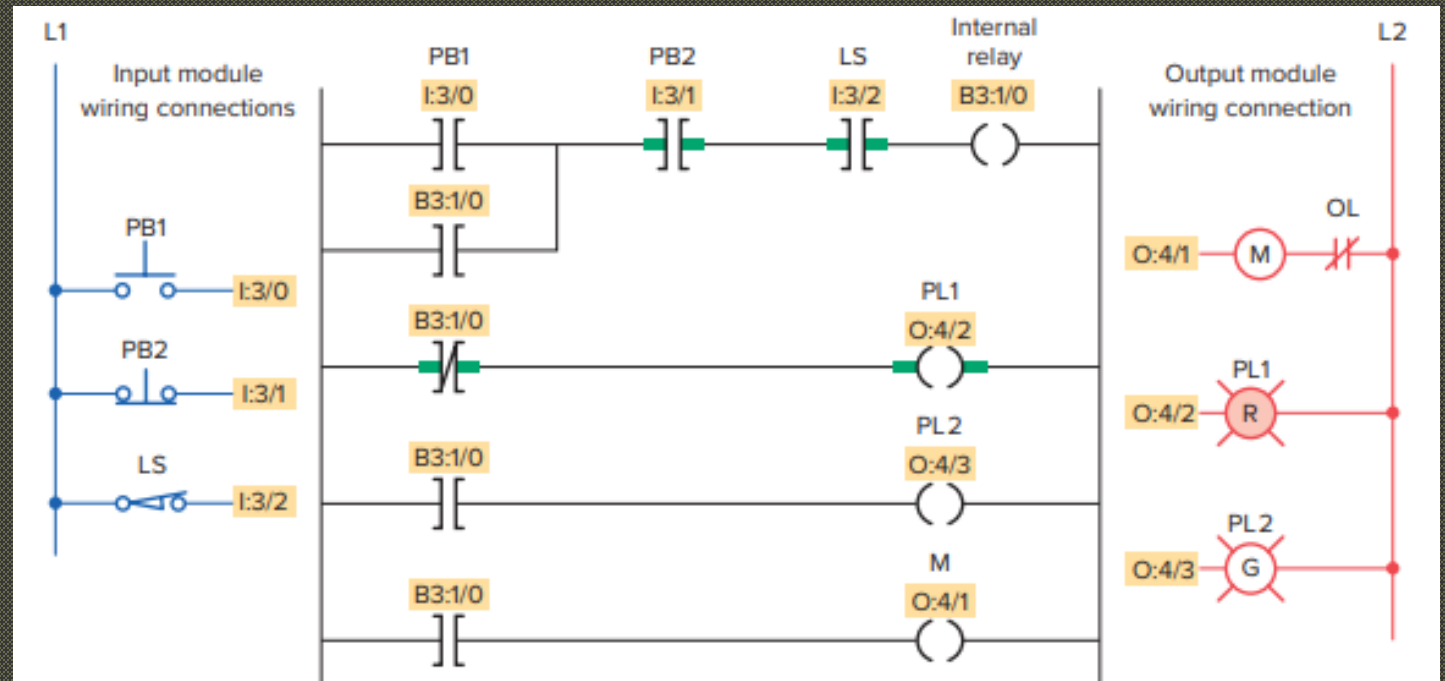 L1
Input module
wiring connections
PB1
I:3/0
PB2
I:3/1
LS
I:3/2
PB1
I:3/0
PB2
I:3/1
LS
I:3/2
Internal
relay
B3:1/0
B3:1/0
B3:1/0
PL1
O:4/2
B3:1/0
PL2
O:4/3
B3:1/0
M
O:4/1
L2
Output module
wiring connection
OL
O:4/1
M
PL1
O:4/2
R
PL2
O:4/3
G